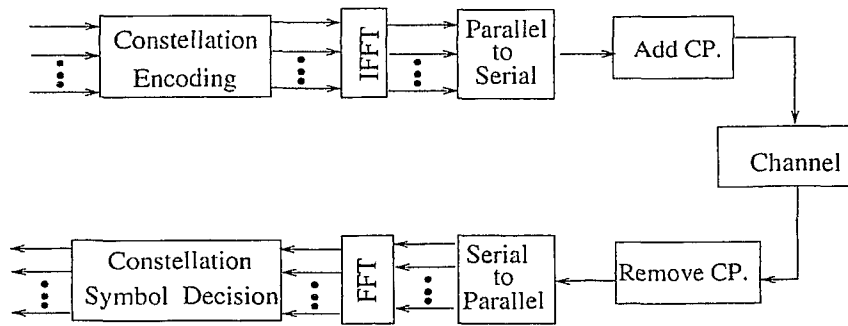 Constellation
Encoding
IFFT
Parallel
to
Serial
Add CP.
Channel
Remove CP.
Serial
to
Parallel
FFT
Constellation
Symbol Decision